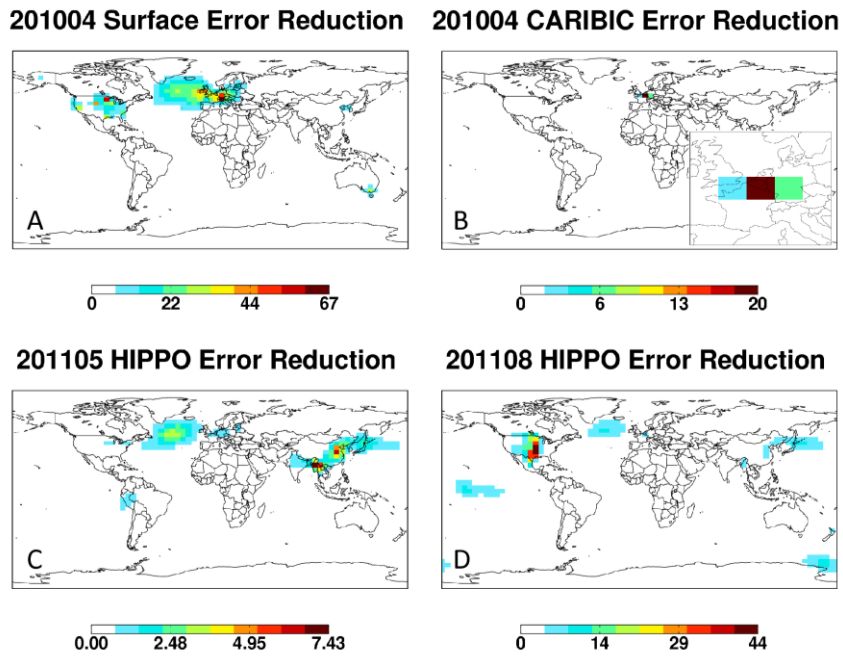 201004 Surface Error Reduction
201004 CARIBIC Error Reduction
A
B
0 22 44 67
0 6 13 20
201105 HIPPO Error Reduction
201108 HIPPO Error Reduction
C
D
0.00 2.48 4.95 7.43
0 14 29 44